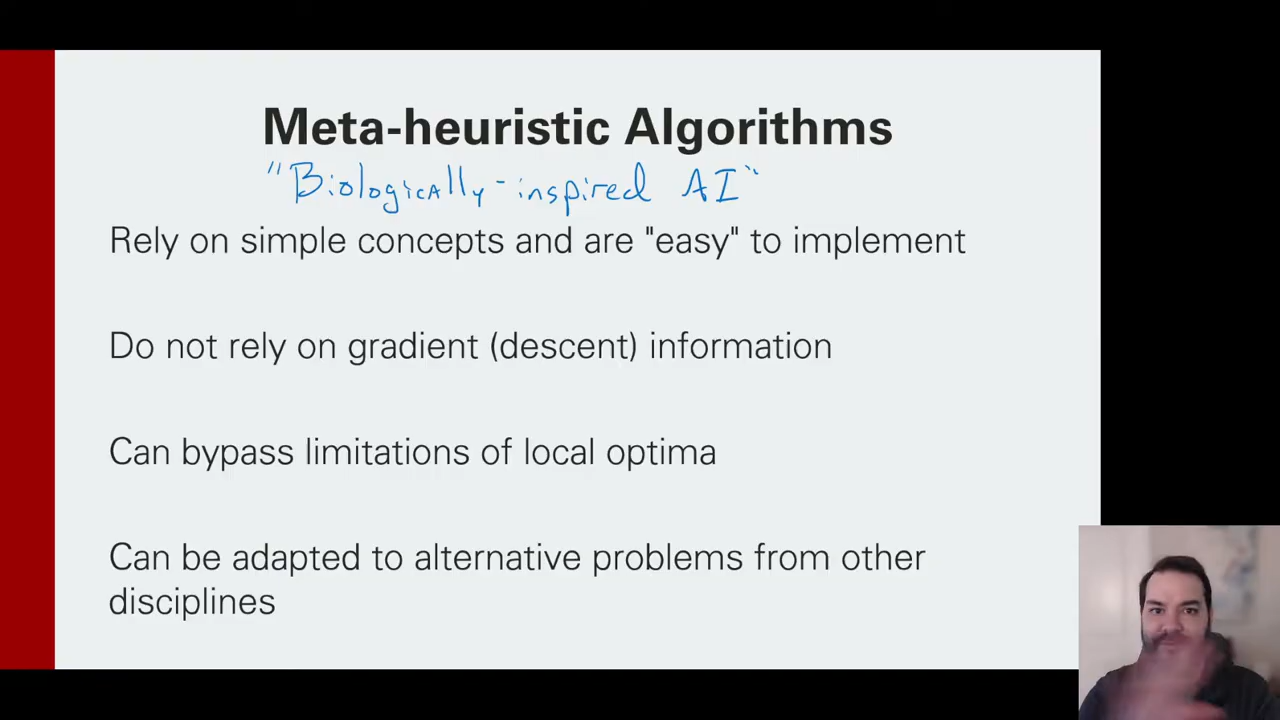 Meta-heuristic Algorithms
"Biologically-inspired AI"
Rely on simple concepts and are "easy" to implement
Do not rely on gradient (descent) information
Can bypass limitations of local optima
Can be adapted to alternative problems from other
disciplines